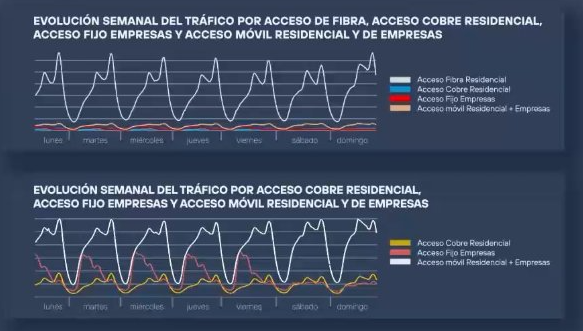 EVOLUCIÓN SEMANAL DEL TRÁFICO POR ACCESO DE FIBRA, ACCESO COBRE RESIDENCIAL,
ACCESO FIJO EMPRESAS Y ACCESO MÓVIL RESIDENCIAL Y DE EMPRESAS
Acceso Fibra Residencial
Acceso Cobre Residencial
Acceso Fijo Empresas
Acceso móvil Residencial + Empresas
lunes martes miércoles jueves viernes sábado domingo
EVOLUCIÓN SEMANAL DEL TRÁFICO POR ACCESO COBRE RESIDENCIAL,
ACCESO FIJO EMPRESAS Y ACCESO MÓVIL RESIDENCIAL Y DE EMPRESAS
Acceso Cobre Residencial
Acceso Fijo Empresas
Acceso móvil Residencial + Empresas
lunes martes miércoles jueves viernes sábado domingo